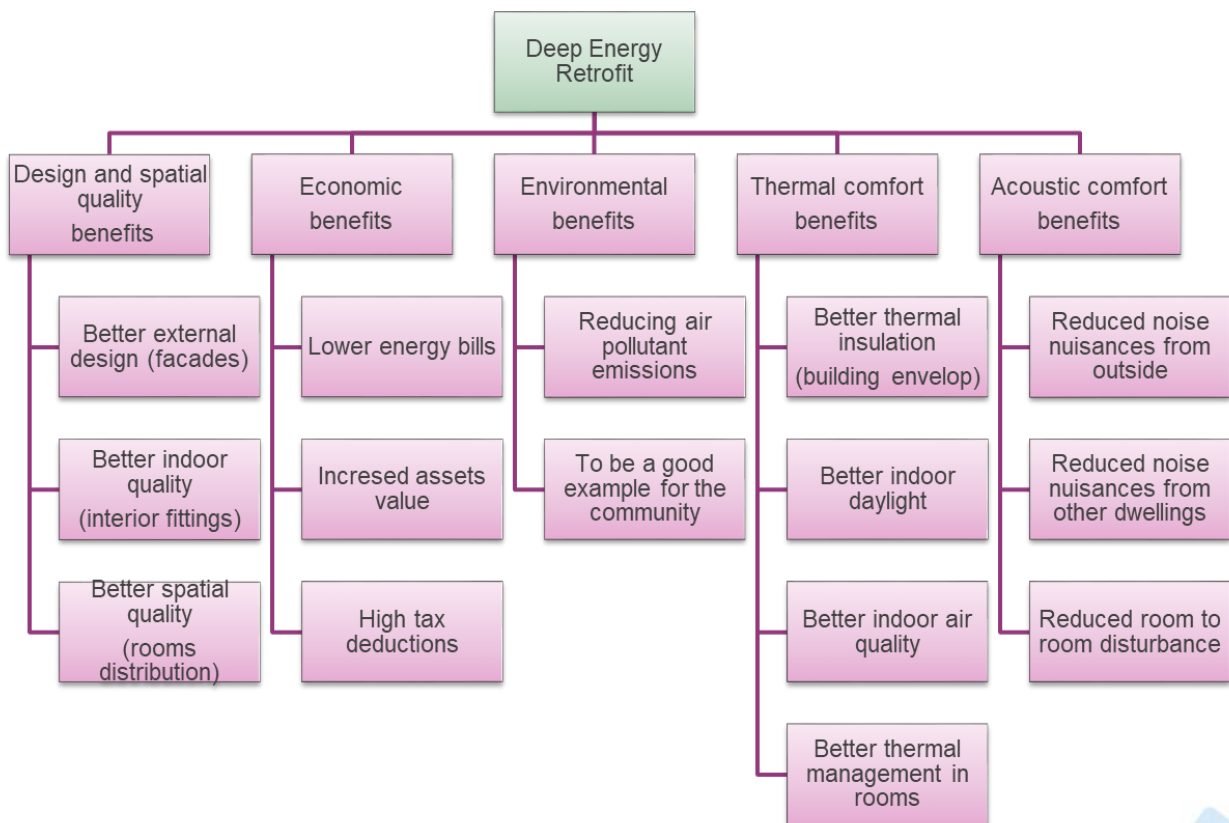 Deep Energy
Retrofit
Design and spatial
quality
benefits
Economic
benefits
Environmental
benefits
Thermal comfort
benefits
Acoustic comfort
benefits
Better external
design (facades)
Better indoor
quality
(interior fittings)
Better spatial
quality
(rooms
distribution)
Lower energy bills
Incresed assets
value
High tax
deductions
Reducing air
pollutant
emissions
To be a good
example for the
community
Better thermal
insulation
(building envelop)
Better indoor
daylight
Better indoor air
quality
Better thermal
management in
rooms
Reduced noise
nuisances from
outside
Reduced noise
nuisances from
other dwellings
Reduced room to
room disturbance